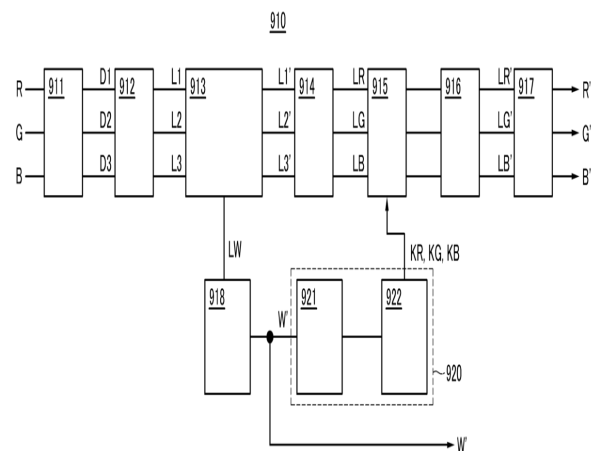 910
911 D1 912 L1 913 L1' 914 LR 915 916 LR' 917
R R'
G D2 L2 L2' LG LG' G'
B D3 L3 L3' LB LB' B'
LW KR, KG, KB
918 W' 921 922
920
W'